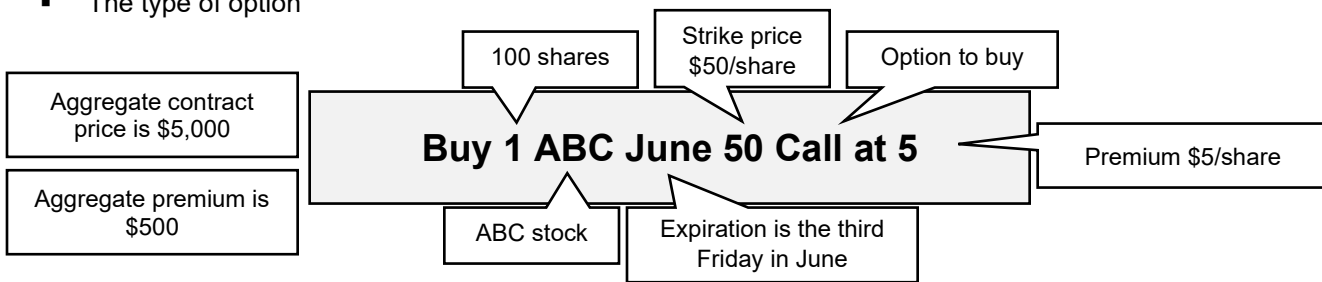 ▪ The type of option
100 shares
Strike price
$50/share
Option to buy
Aggregate contract
price is $5,000
Buy 1 ABC June 50 Call at 5
Premium $5/share
Aggregate premium is
$500
ABC stock
Expiration is the third
Friday in June